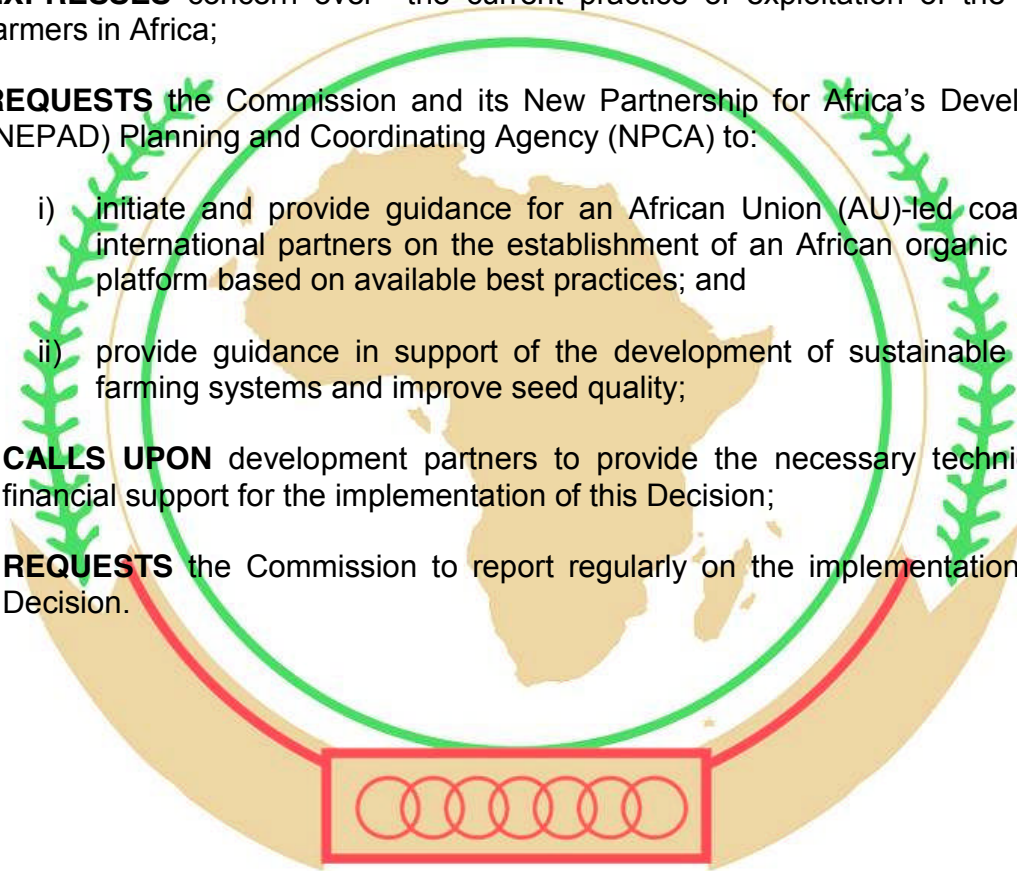 EXPRESSES concern over the current practice of exploitation of the
armers in Africa;
REQUESTS the Commission and its New Partnership for Africa's Devel
NEPAD) Planning and Coordinating Agency (NPCA) to:
i) initiate and provide guidance for an African Union (AU)-led coa
international partners on the establishment of an African organic
platform based on available best practices; and
ii) provide guidance in support of the development of sustainable
farming systems and improve seed quality;
CALLS UPON development partners to provide the necessary techni
financial support for the implementation of this Decision;
REQUESTS the Commission to report regularly on the implementation
Decision.